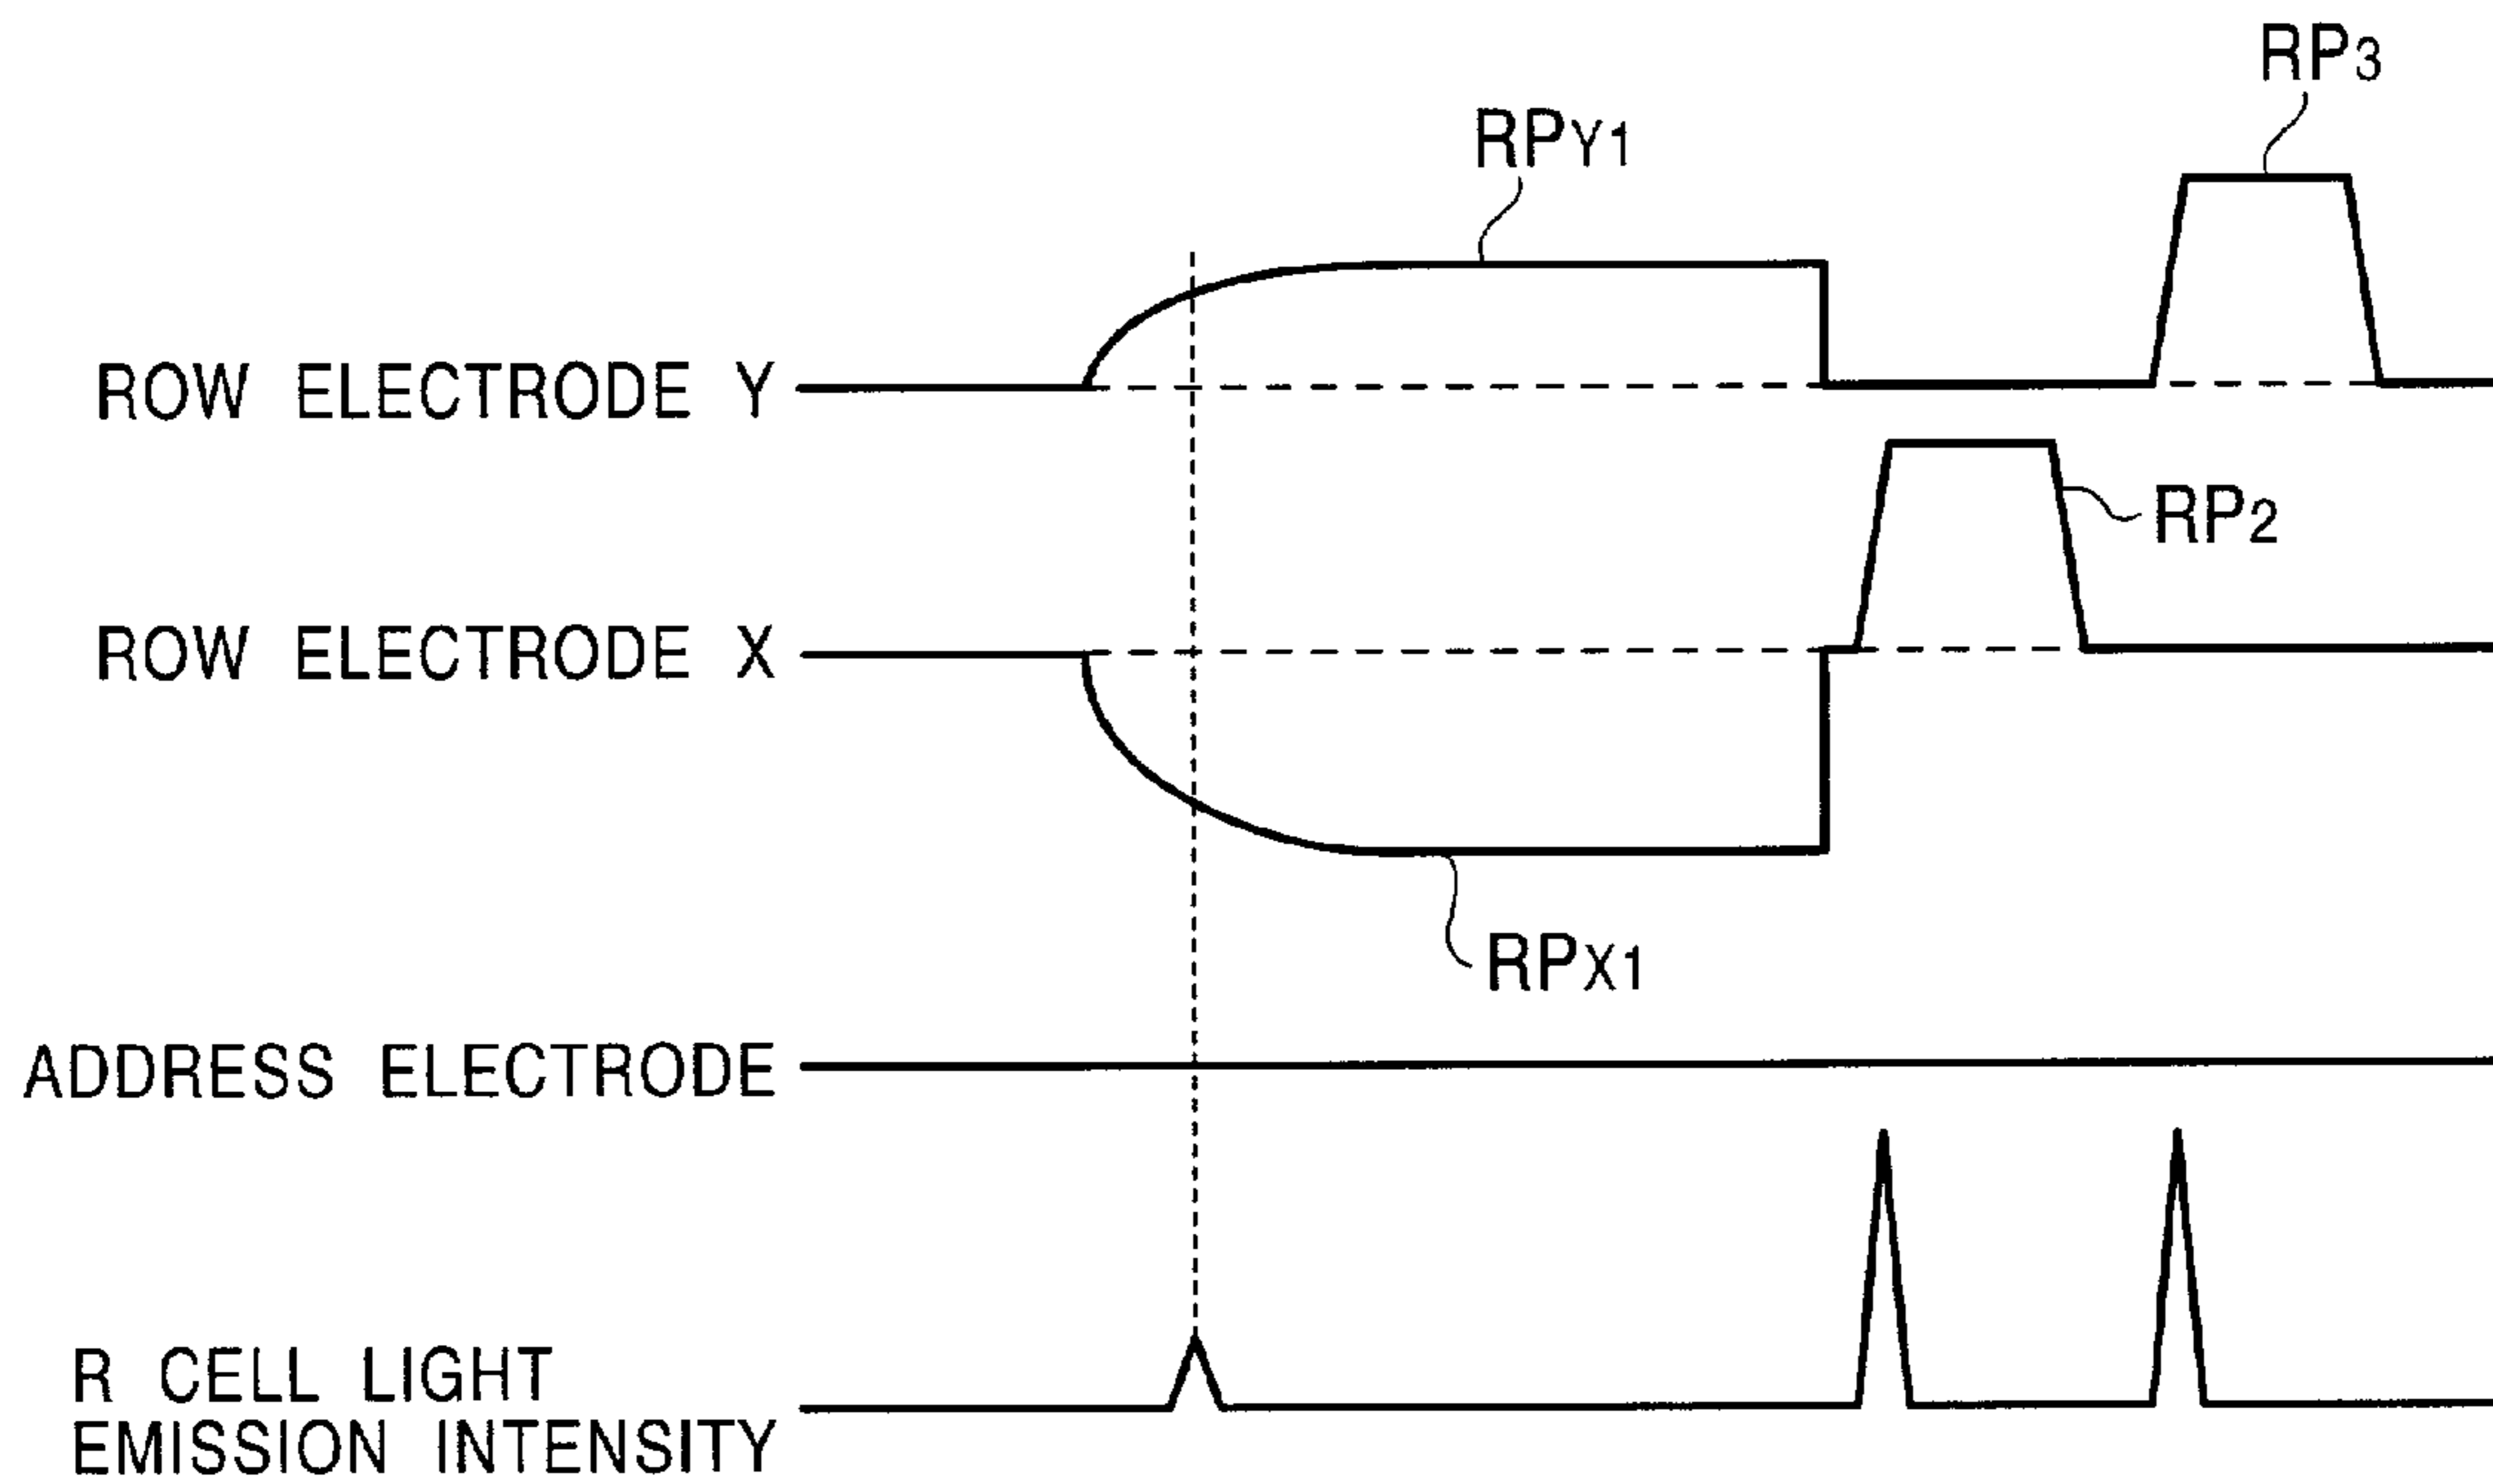 RP3
RPY1
ROW ELECTRODE Y
RP2
ROW ELECTRODE X
RPX1
ADDRESS ELECTRODE
R CELL LIGHT
EMISSION INTENSITY